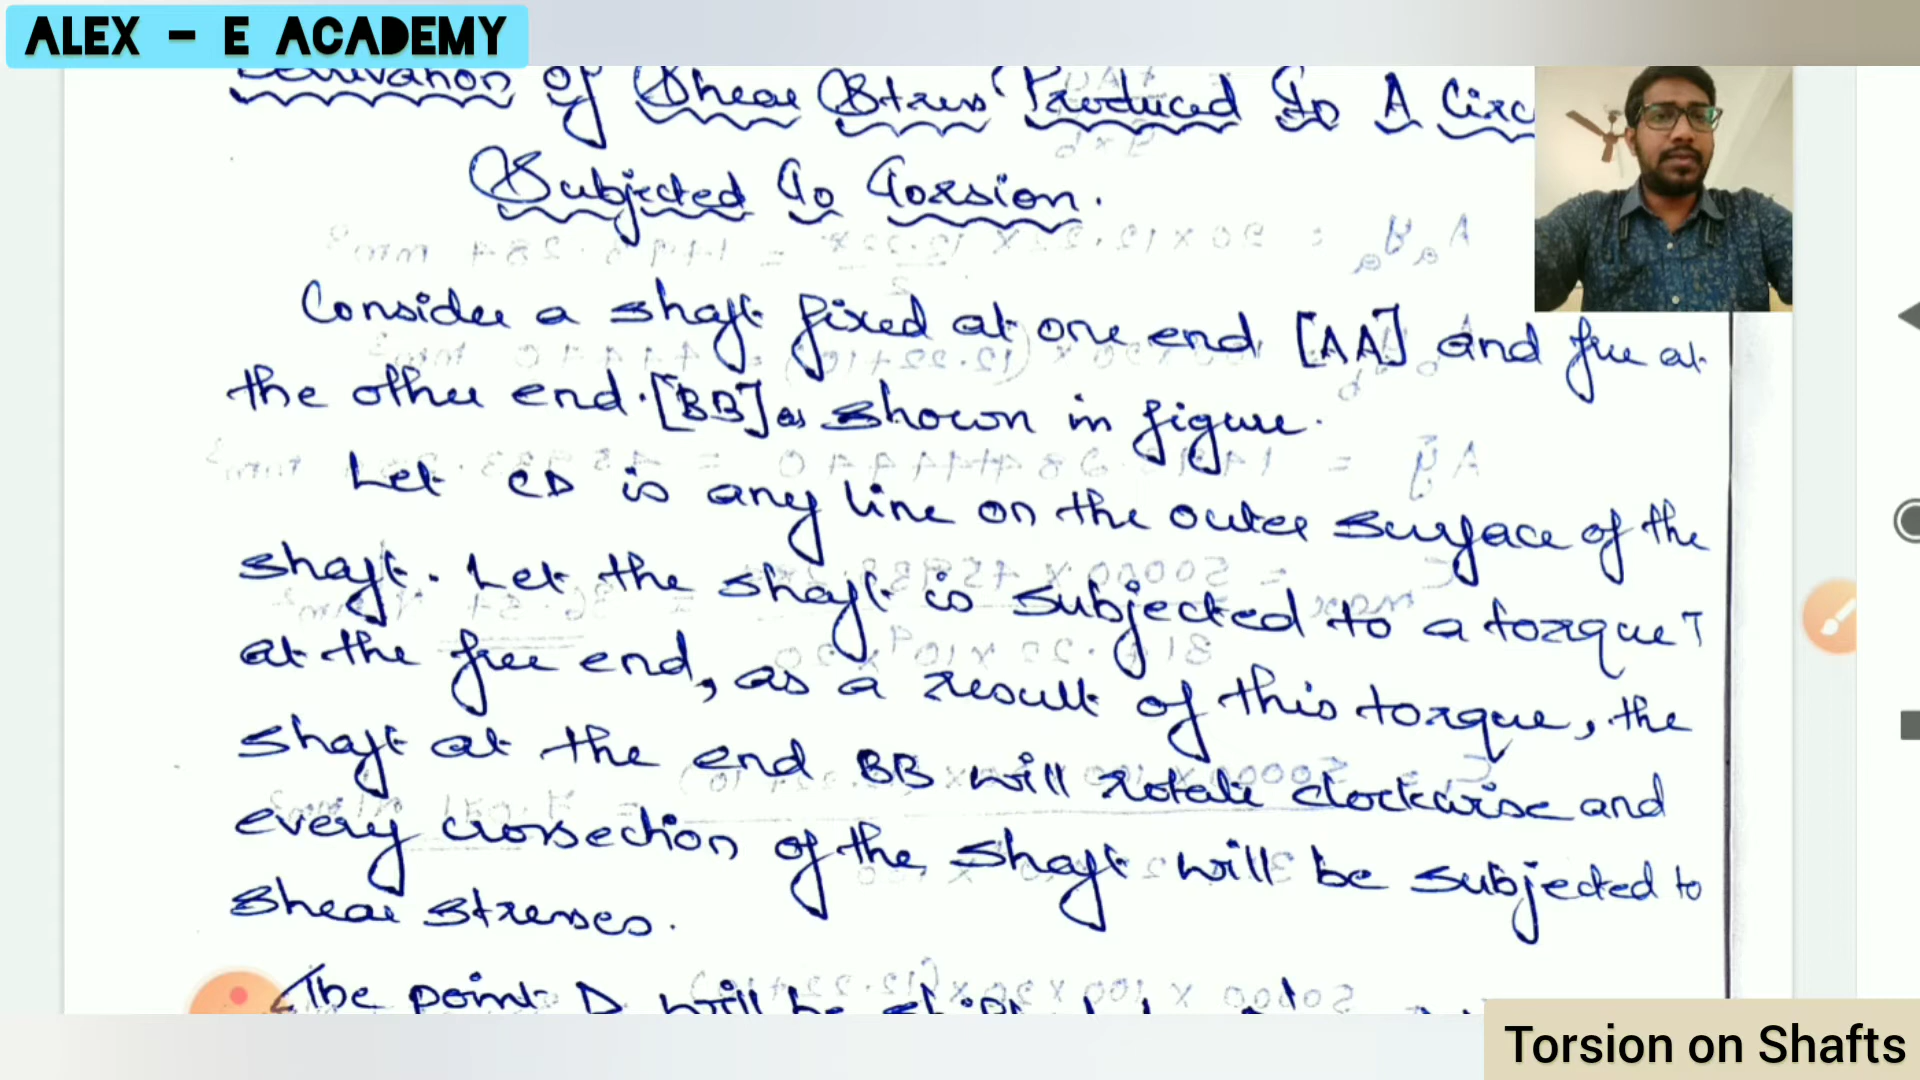 ALEX - E ACADEMY
Derivation of Shear Stress Produced In A Circ
Subjected To Torsion.
Consider a shaft fixed at one end [AA] and free at
the other end. [BB] as shown in figure.
Let CD is any line on the outer surface of the
shaft. Let the shaft is subjected to a torque T
at the free end, as a result of this torque, the
shaft at the end BB will rotate clockwise and
every crossection of the shaft will be subjected to
shear stresses.
The point D will be
Torsion on Shafts